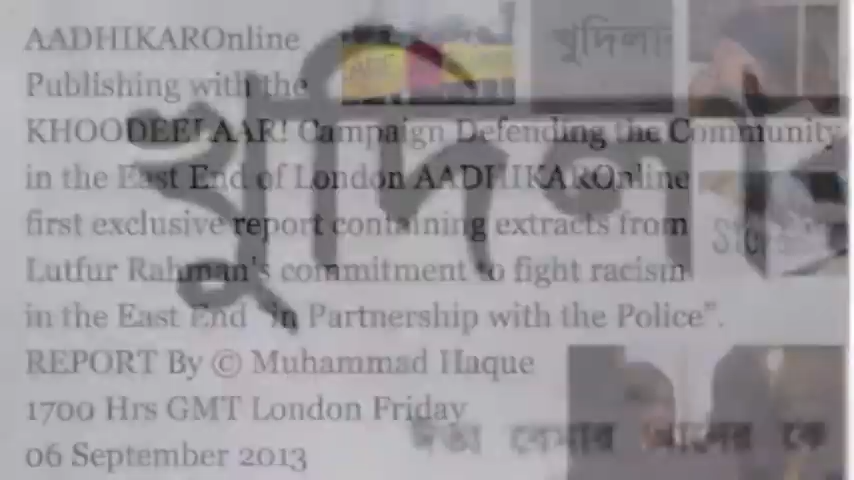 AADHIKAROnline
Publishing with the
KHOODEELAAR! Campaign Defending the Community
in the East End of London AADHIKAROnline
first exclusive report containing extracts from
Lutfur Rahman's commitment to fight racism
in the East End "in Partnership with the Police".
REPORT By © Muhammad Haque
1700 Hrs GMT London Friday
06 September 2013
খুদিলা